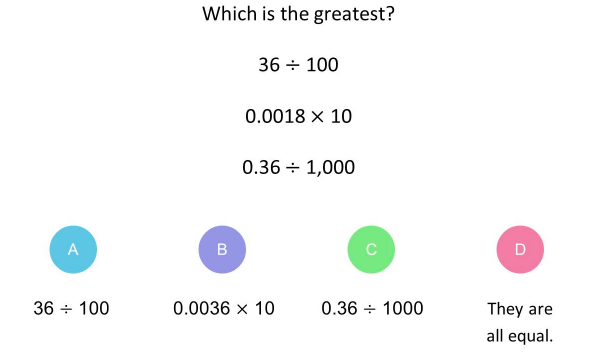 Which is the greatest?
36 ÷ 100
0.0018 × 10
0.36 ÷ 1,000
A B C D
36 ÷ 100 0.0036 × 10 0.36 ÷ 1000 They are
all equal.